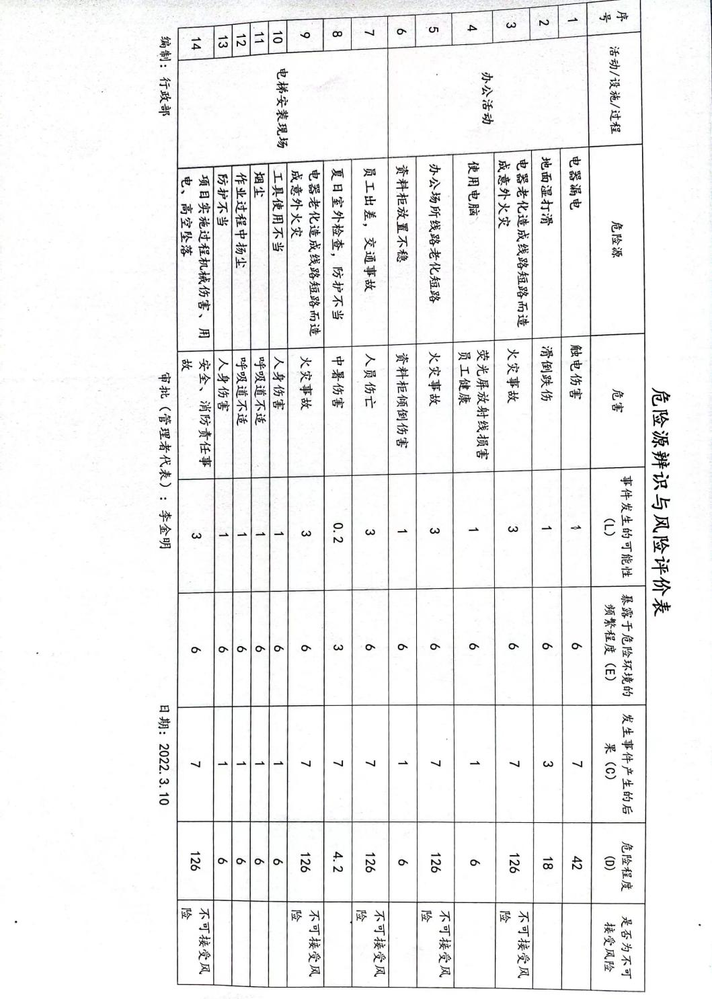 危险源辨识与风险评价表
序号 活动/设施/过程 危险源 危害 事件发生的可能性（L） 暴露于危险环境的频繁程度（E） 发生事件产生的后果（C） 危险程度（D） 是否为不可接受风险
1 办公活动 电器漏电 触电伤害 1 6 7 42
2 地面湿打滑 滑倒跌伤 1 6 3 18
3 电器老化造成线路短路而造成意外火灾 火灾事故 3 6 7 126 不可接受风险
4 使用电脑 荧光屏放射线损害员工健康 1 6 1 6
5 办公场所线路老化短路 火灾事故 3 6 7 126 不可接受风险
6 资料柜放置不稳 资料柜倾倒伤害 1 6 1 6
7 电梯安装现场 员工出差，交通事故 人员伤亡 3 6 7 126 不可接受风险
8 夏日室外检查，防护不当 中暑伤害 0.2 3 7 4.2
9 电器老化造成线路短路而造成意外火灾 火灾事故 3 6 7 126 不可接受风险
10 工具使用不当 人身伤害 1 6 1 6
11 烟尘 呼吸道不适 1 6 1 6
12 作业过程中扬尘 呼吸道不适 1 6 1 6
13 防护不当 人身伤害 1 6 1 6
14 项目实施过程机械伤害、用电、高空坠落 安全、消防责任事故 3 6 7 126 不可接受风险
编制：行政部 审批（管理者代表）：李金明 日期：2022.3.10